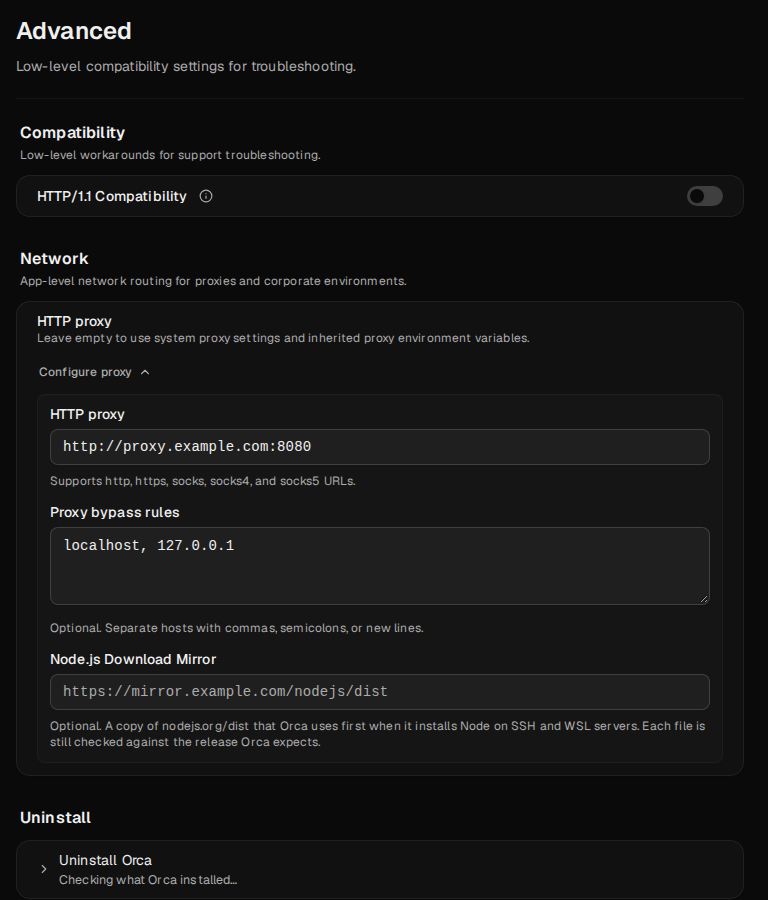 Advanced
Low-level compatibility settings for troubleshooting.
Compatibility
Low-level workarounds for support troubleshooting.
HTTP/1.1 Compatibility
Network
App-level network routing for proxies and corporate environments.
HTTP proxy
Leave empty to use system proxy settings and inherited proxy environment variables.
Configure proxy
HTTP proxy
http://proxy.example.com:8080
Supports http, https, socks, socks4, and socks5 URLs.
Proxy bypass rules
localhost, 127.0.0.1
Optional. Separate hosts with commas, semicolons, or new lines.
Node.js Download Mirror
https://mirror.example.com/nodejs/dist
Optional. A copy of nodejs.org/dist that Orca uses first when it installs Node on SSH and WSL servers. Each file is
still checked against the release Orca expects.
Uninstall
Uninstall Orca
Checking what Orca installed…